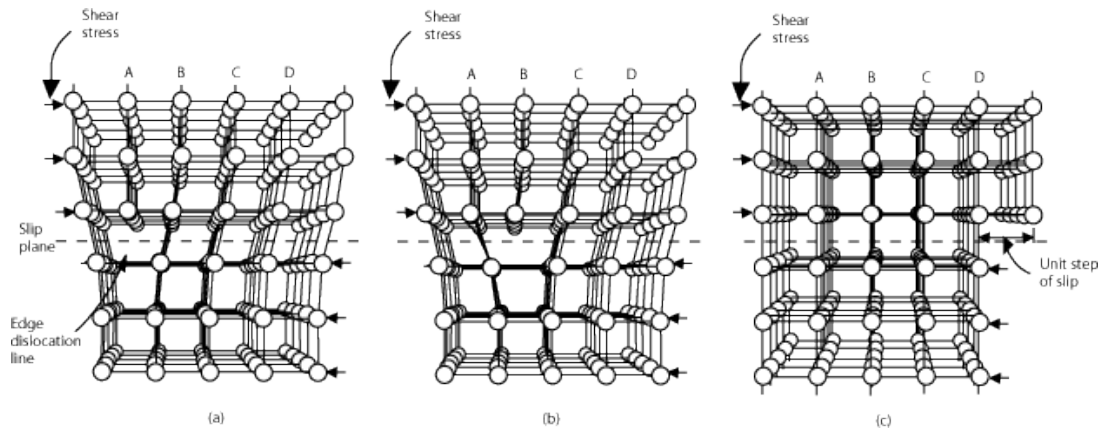 Shear
stress
A B C D
Slip
plane
Edge
dislocation
line
(a)
Shear
stress
A B C D
(b)
Shear
stress
A B C D
Unit step
of slip
(c)